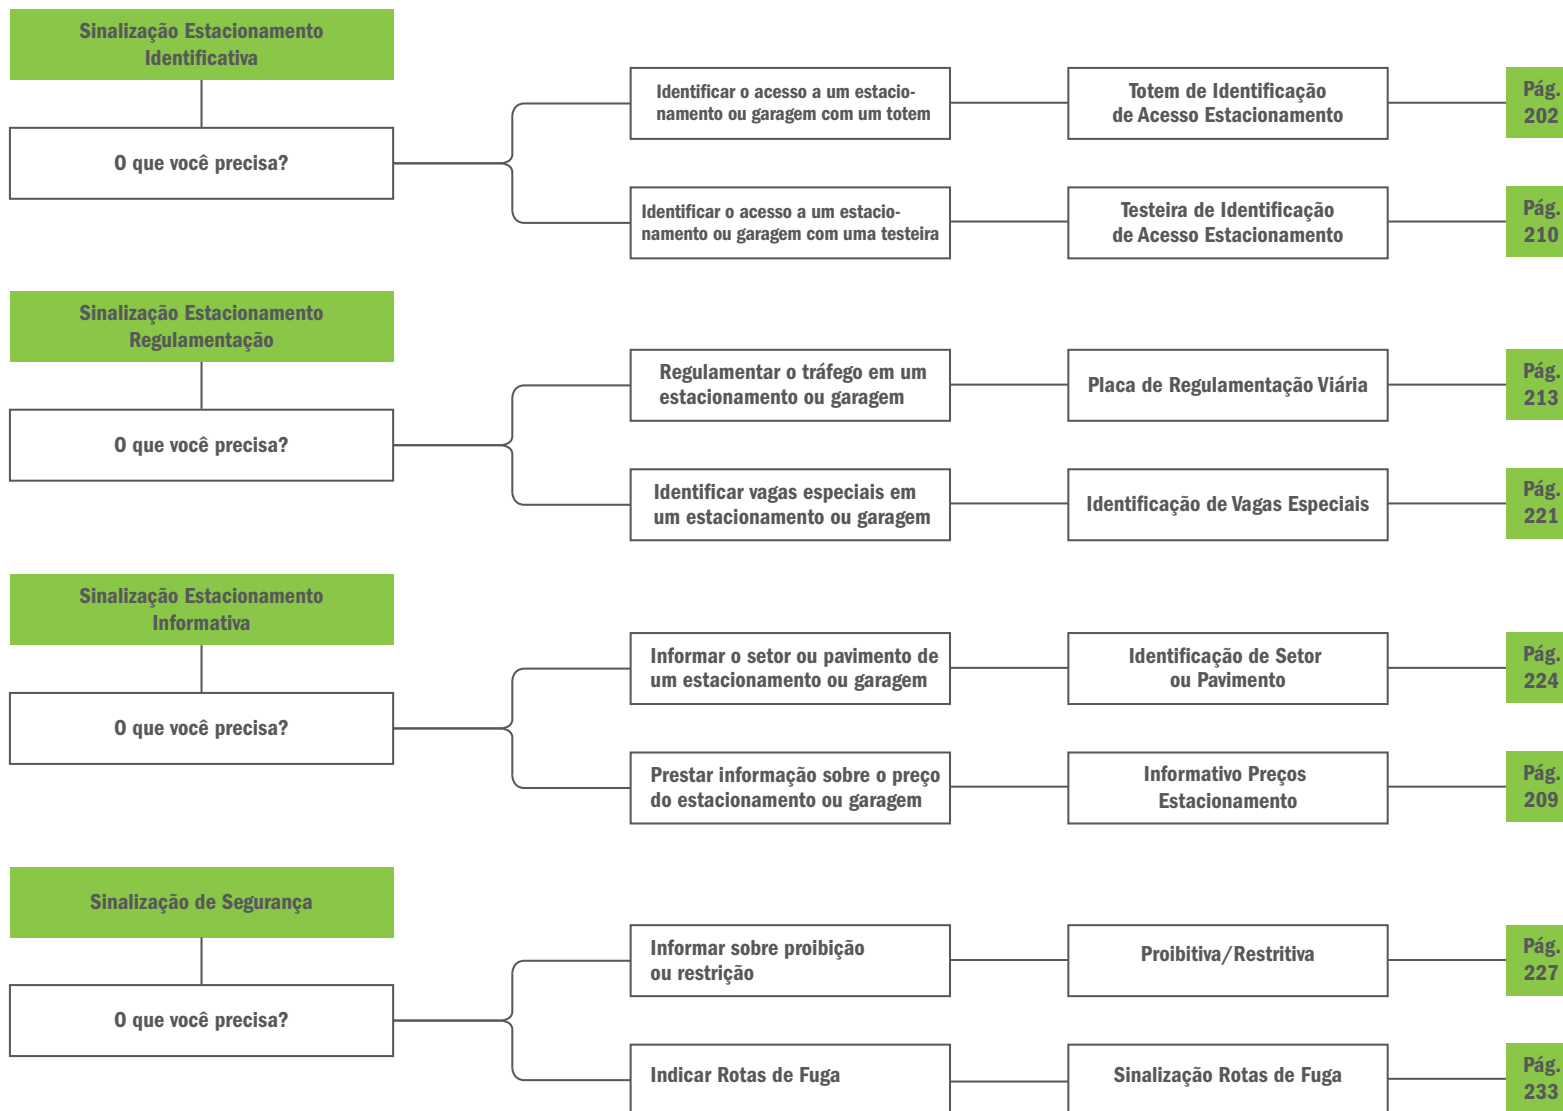 Sinalização Estacionamento
Identificativa
O que você precisa?
Identificar o acesso a um estacio-
namento ou garagem com um totem
Totem de Identificação
de Acesso Estacionamento
Pág.
202
Identificar o acesso a um estacio-
namento ou garagem com uma testeira
Testeira de Identificação
de Acesso Estacionamento
Pág.
210
Sinalização Estacionamento
Regulamentação
O que você precisa?
Regulamentar o tráfego em um
estacionamento ou garagem
Placa de Regulamentação Viária
Pág.
213
Identificar vagas especiais em
um estacionamento ou garagem
Identificação de Vagas Especiais
Pág.
221
Sinalização Estacionamento
Informativa
O que você precisa?
Informar o setor ou pavimento de
um estacionamento ou garagem
Identificação de Setor
ou Pavimento
Pág.
224
Prestar informação sobre o preço
do estacionamento ou garagem
Informativo Preços
Estacionamento
Pág.
209
Sinalização de Segurança
O que você precisa?
Informar sobre proibição
ou restrição
Proibitiva/Restritiva
Pág.
227
Indicar Rotas de Fuga
Sinalização Rotas de Fuga
Pág.
233